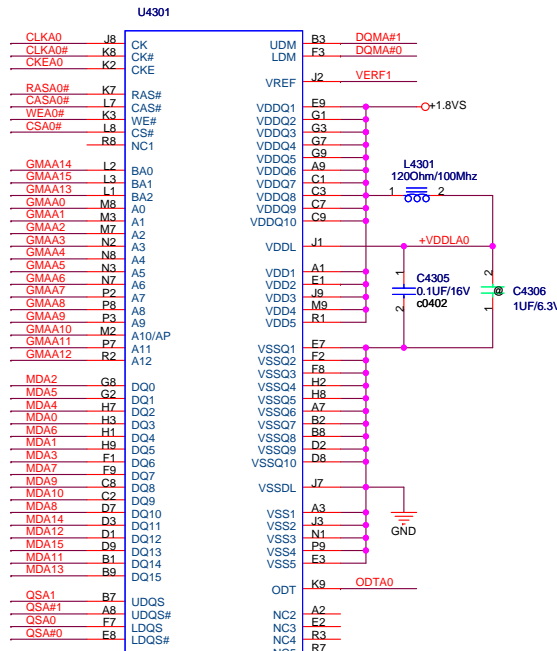 U4301
CLKA0 J8 CK UDM B3 DQMA#1
CLKA0# K8 CK# LDM F3 DQMA#0
CKEA0 K2 CKE
VREF J2 VERF1
RASA0# K7 RAS#
CASA0# L7 CAS# VDDQ1 E9 +1.8VS
WEA0# K3 WE# VDDQ2 G1
CSA0# L8 CS# VDDQ3 G3
R8 NC1 VDDQ4 G7
VDDQ5 G9
GMAA14 L2 BA0 VDDQ6 A9 L4301
GMAA15 L3 BA1 VDDQ7 C1 120Ohm/100Mhz
GMAA13 L1 BA2 VDDQ8 C3 1 2
GMAA0 M8 A0 VDDQ9 C7
GMAA1 M3 A1 VDDQ10 C9
GMAA2 M7 A2
GMAA3 N2 A3 VDDL J1 +VDDLA0
GMAA4 N8 A4
GMAA5 N3 A5 VDD1 A1 1 C4305 2
GMAA6 N7 A6 VDD2 E1 0.1UF/16V @ C4306
GMAA7 P2 A7 VDD3 J9 c0402 1UF/6.3V
GMAA8 P8 A8 VDD4 M9 2 1
GMAA9 P3 A9 VDD5 R1
GMAA10 M2 A10/AP
GMAA11 P7 A11 VSSQ1 E7
GMAA12 R2 A12 VSSQ2 F2
VSSQ3 F8
MDA2 G8 DQ0 VSSQ4 H2
MDA5 G2 DQ1 VSSQ5 H8
MDA4 H7 DQ2 VSSQ6 A7
MDA0 H3 DQ3 VSSQ7 B2
MDA6 H1 DQ4 VSSQ8 B8
MDA1 H9 DQ5 VSSQ9 D2
MDA3 F1 DQ6 VSSQ10 D8
MDA7 F9 DQ7
MDA9 C8 DQ8 VSSDL J7
MDA10 C2 DQ9
MDA8 D7 DQ10 VSS1 A3
MDA14 D3 DQ11 VSS2 J3
MDA12 D1 DQ12 VSS3 N1 GND
MDA15 D9 DQ13 VSS4 P9
MDA11 B1 DQ14 VSS5 E3
MDA13 B9 DQ15
ODT K9 ODTA0
QSA1 B7 UDQS
QSA#1 A8 UDQS# NC2 A2
QSA0 F7 LDQS NC3 E2
QSA#0 E8 LDQS# NC4 R3
R7